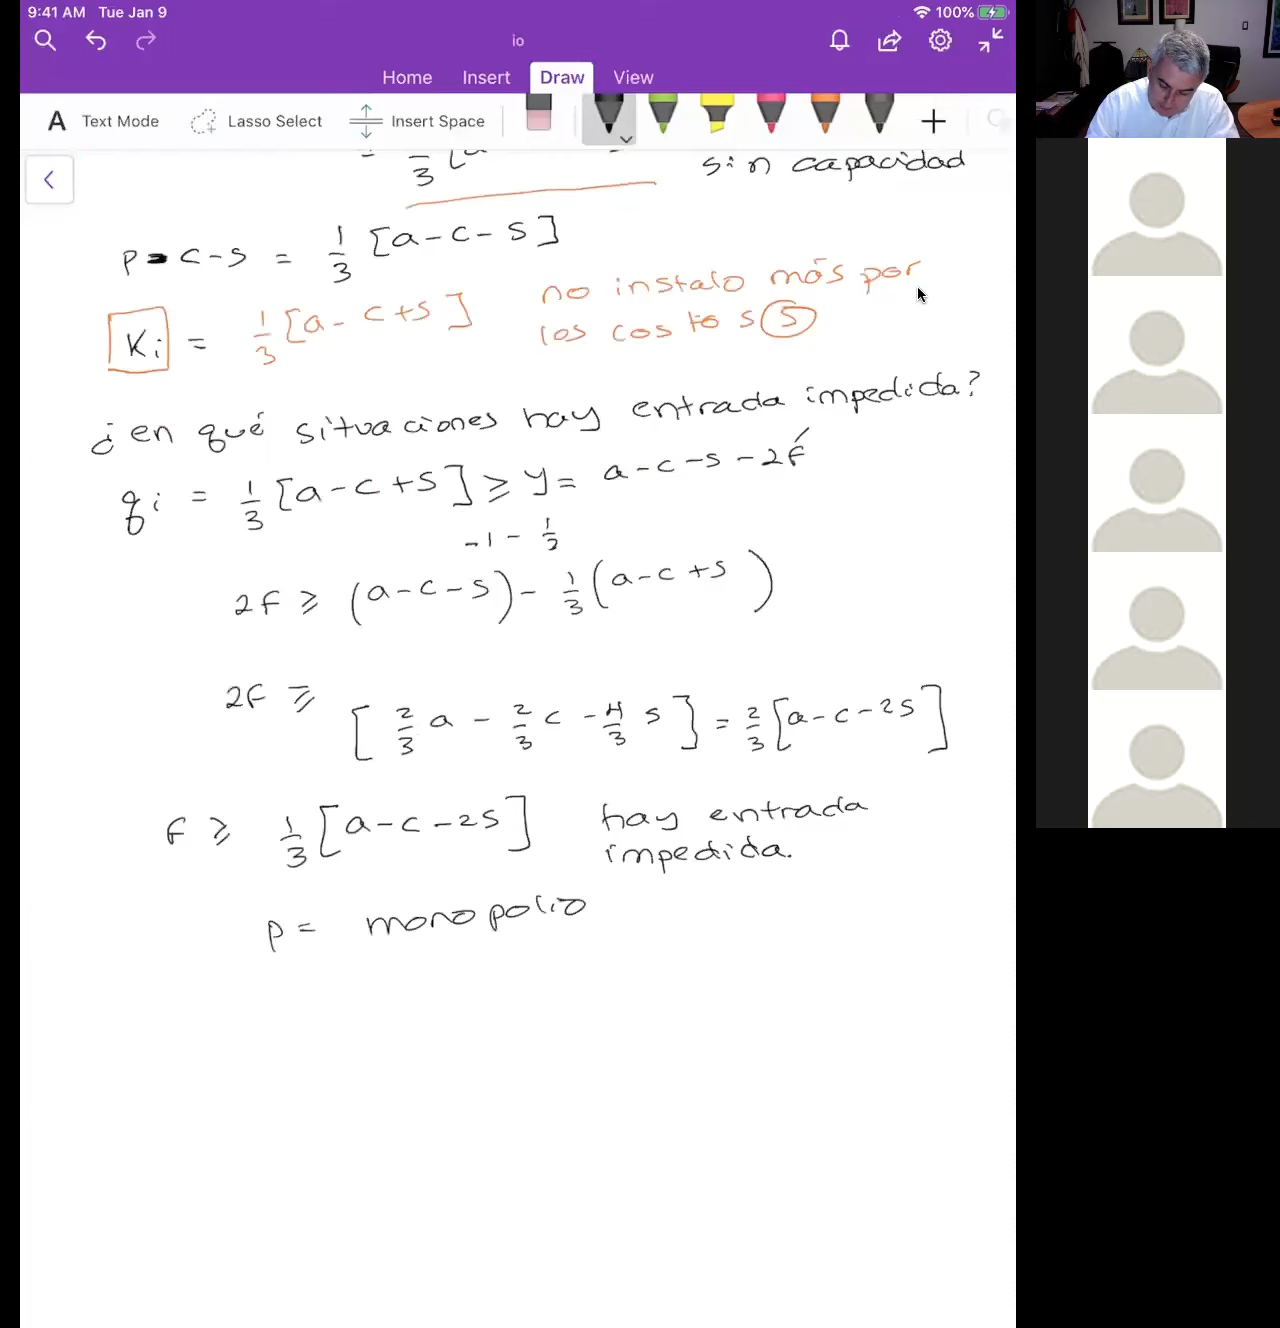 9:41 AM Tue Jan 9
100%
io
Home Insert Draw View
A Text Mode Lasso Select Insert Space
= 1/3 [a
sin capacidad
P = c - s = 1/3 [a - c - s]
Ki = 1/3 [a - c + s] no instalo más por
los costos s
¿en qué situaciones hay entrada impedida?
qi = 1/3 [a - c + s] ≥ y = a - c - s - 2F
-1 - 1/3
2F ≥ (a - c - s) - 1/3 (a - c + s)
2F ≥ [2/3 a - 2/3 c - 4/3 s] = 2/3 [a - c - 2s]
F ≥ 1/3 [a - c - 2s] hay entrada
impedida.
P = monopolio